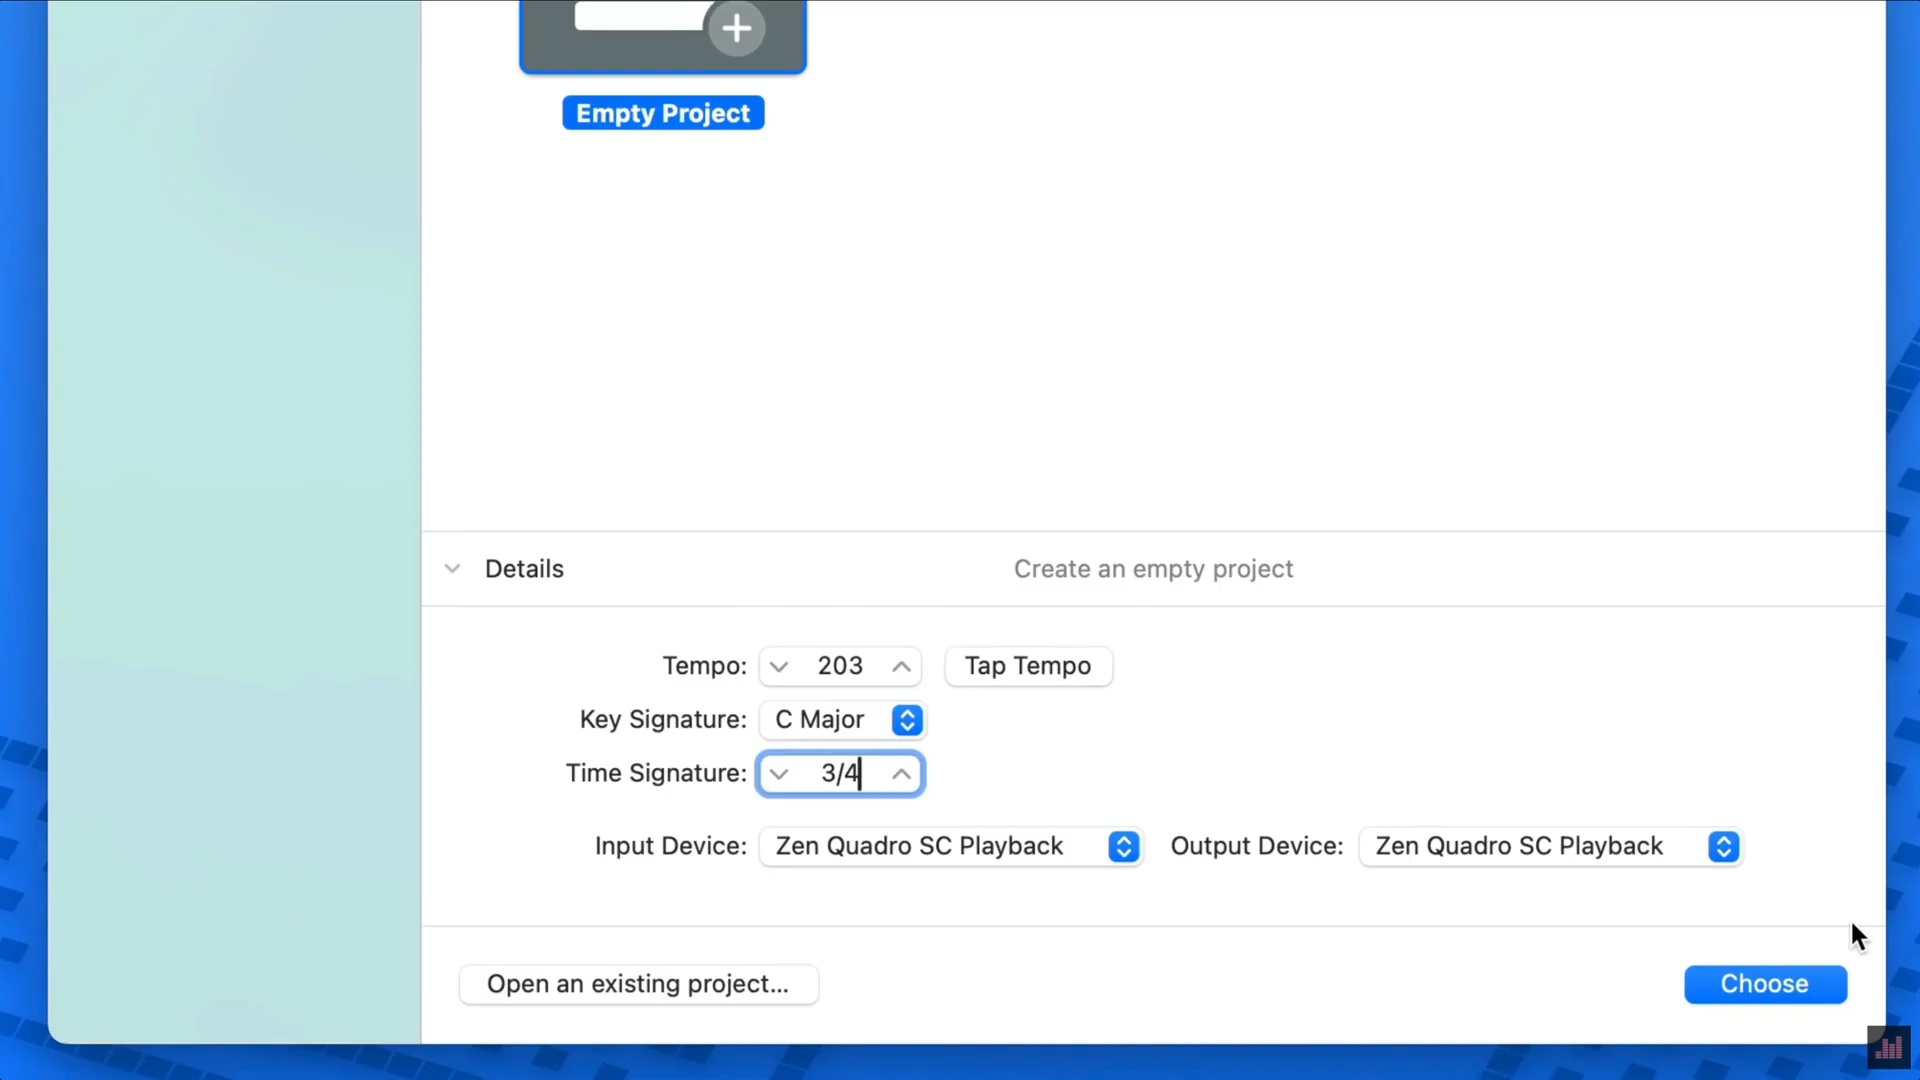 Empty Project
Details
Create an empty project
Tempo: 203 Tap Tempo
Key Signature: C Major
Time Signature: 3/4
Input Device: Zen Quadro SC Playback Output Device: Zen Quadro SC Playback
Open an existing project... Choose